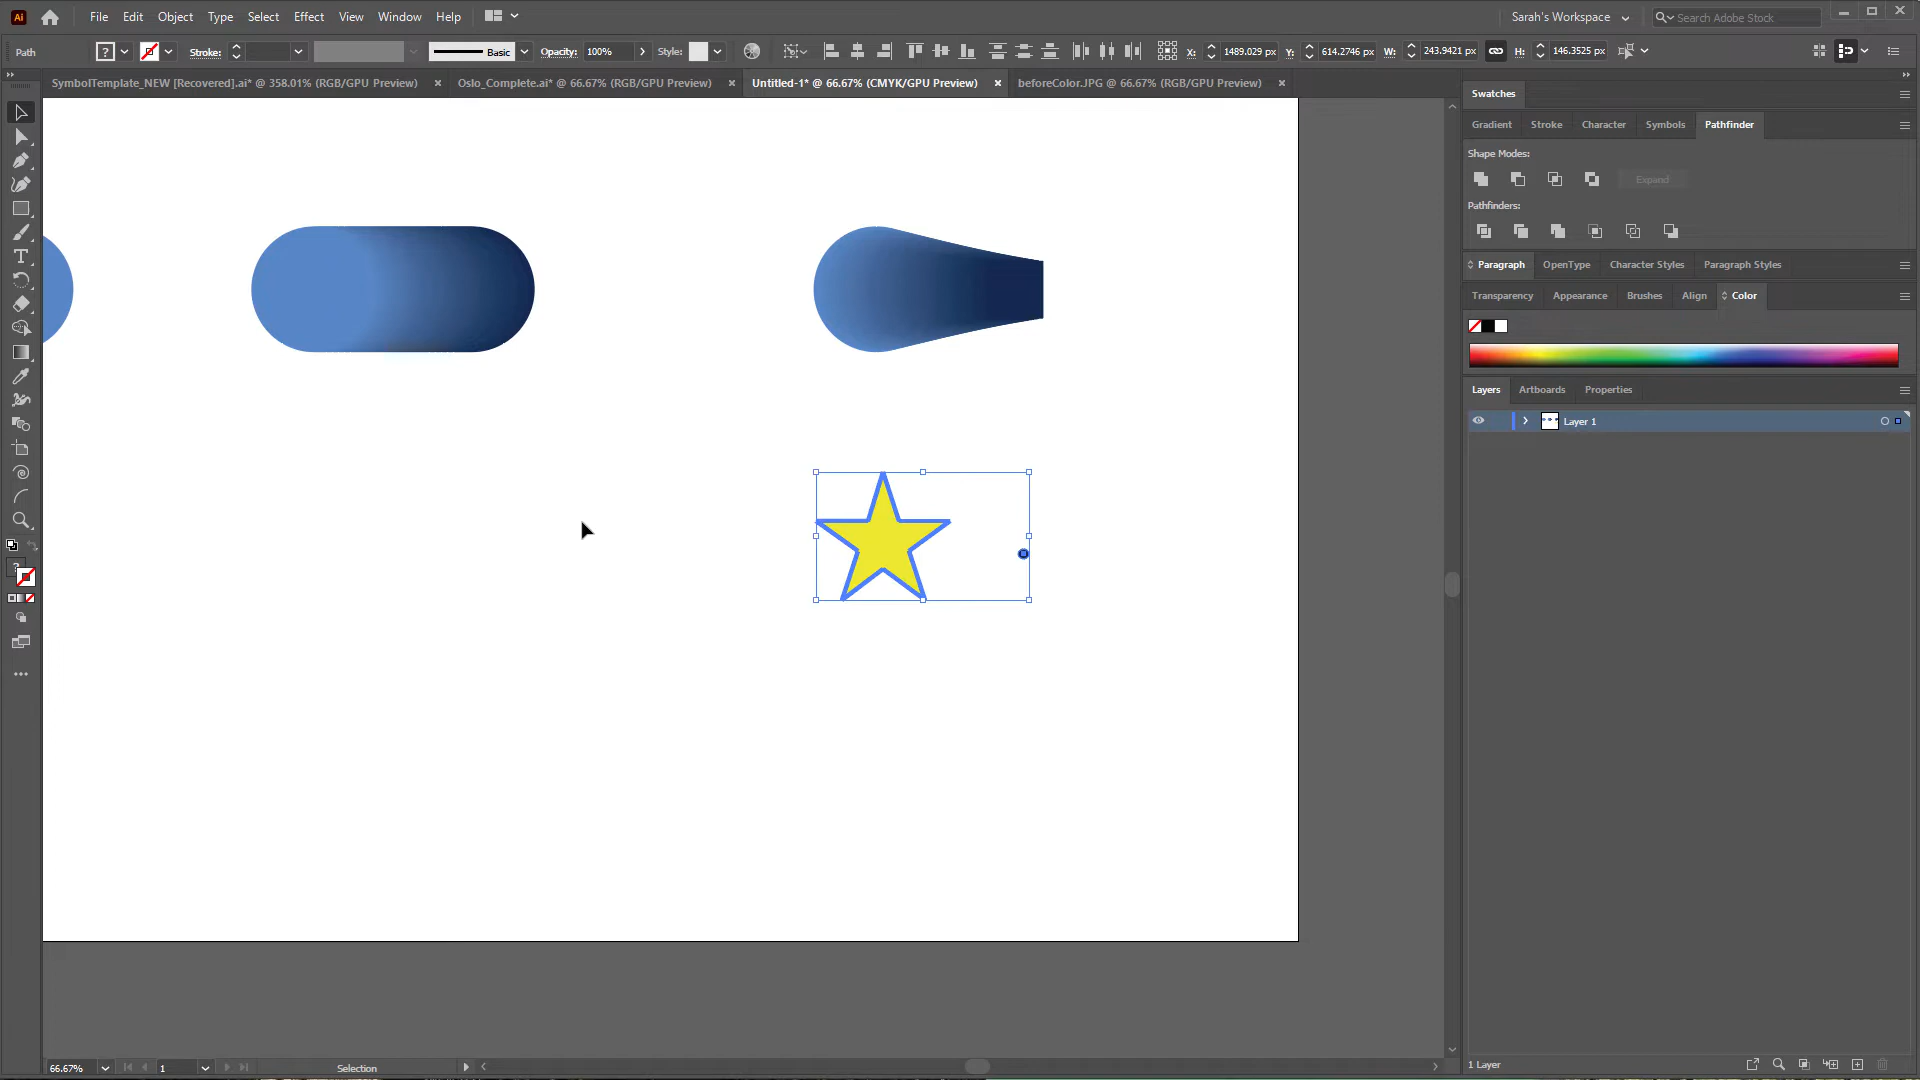 Ai File Edit Object Type Select Effect View Window Help Sarah's Workspace Search Adobe Stock
Path ? Stroke: Basic Opacity: 100% Style: X: 1489.029 px Y: 614.2746 px W: 243.9421 px H: 146.3525 px
SymbolTemplate_NEW [Recovered].ai* @ 358.01% (RGB/GPU Preview) × Oslo_Complete.ai* @ 66.67% (RGB/GPU Preview) × Untitled-1* @ 66.67% (CMYK/GPU Preview) × beforeColor.JPG @ 66.67% (RGB/GPU Preview) ×
Swatches
Gradient Stroke Character Symbols Pathfinder
Shape Modes:
Expand
Pathfinders:
Paragraph OpenType Character Styles Paragraph Styles
Transparency Appearance Brushes Align Color
Layers Artboards Properties
Layer 1
66.67% 1 Selection 1 Layer